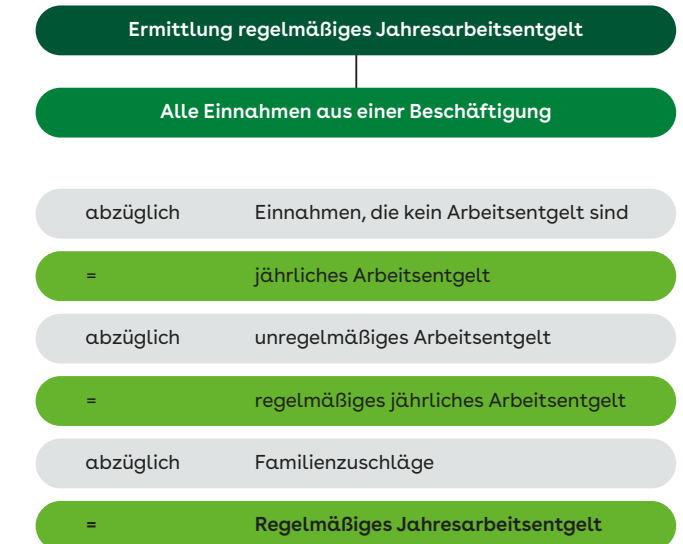 Ermittlung regelmäßiges Jahresarbeitsentgelt
Alle Einnahmen aus einer Beschäftigung
abzüglich Einnahmen, die kein Arbeitsentgelt sind
= jährliches Arbeitsentgelt
abzüglich unregelmäßiges Arbeitsentgelt
= regelmäßiges jährliches Arbeitsentgelt
abzüglich Familienzuschläge
= Regelmäßiges Jahresarbeitsentgelt